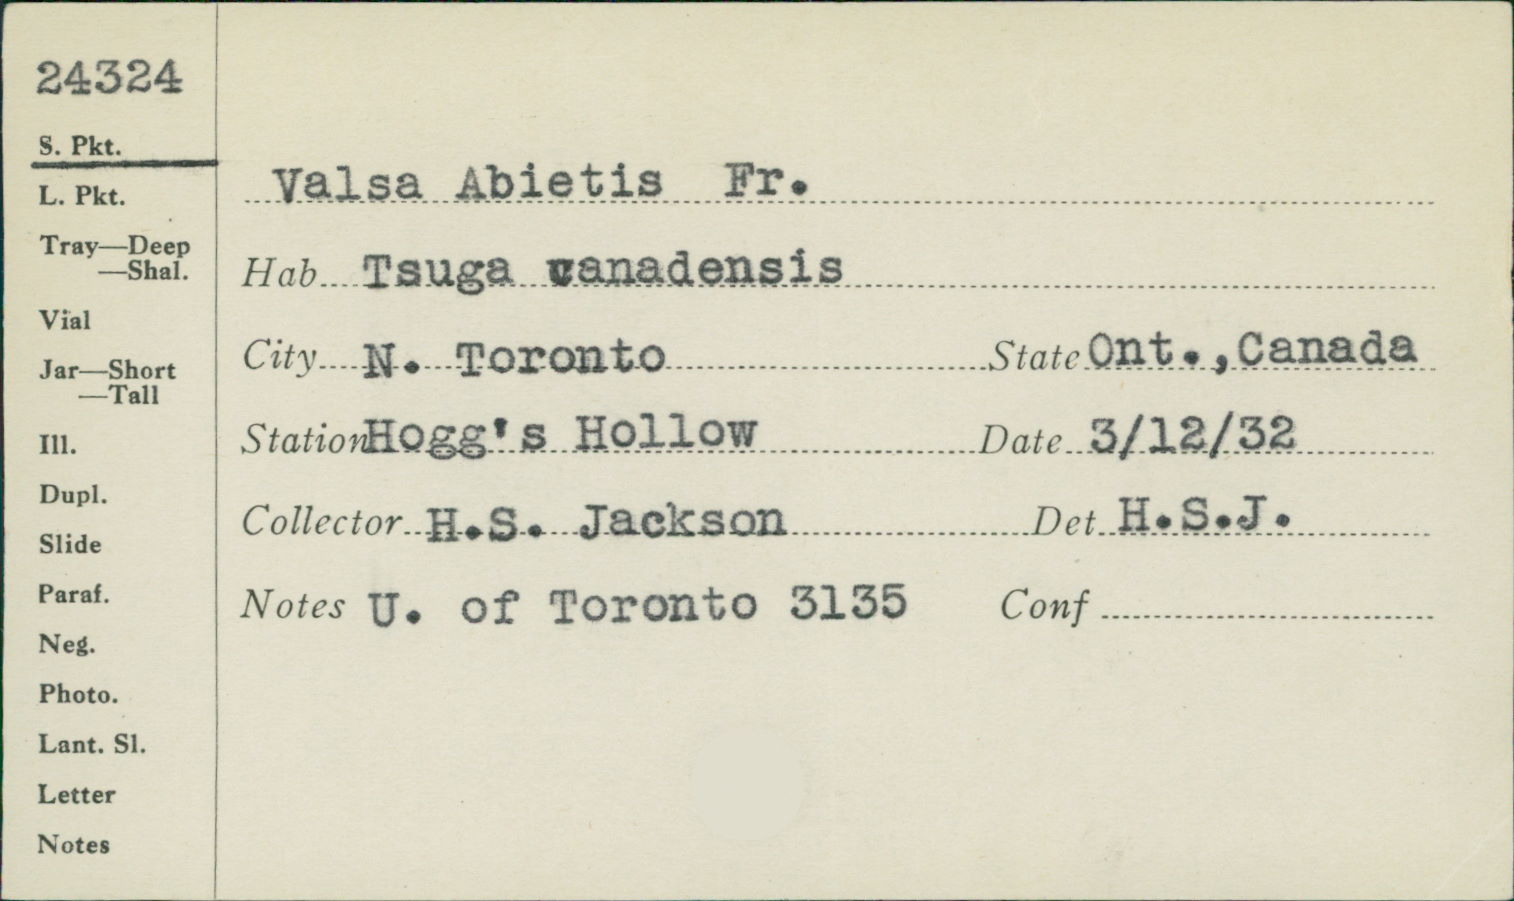 24324
S. Pkt.
L. Pkt.
Tray—Deep
—Shal.
Vial
Jar—Short
—Tall
Ill.
Dupl.
Slide
Paraf.
Neg.
Photo.
Lant. Sl.
Letter
Notes
Valsa Abietis Fr.
Hab Tsuga canadensis
City N. Toronto State Ont.,Canada
Station Hogg's Hollow Date 3/12/32
Collector H.S. Jackson Det H.S.J.
Notes U. of Toronto 3135 Conf